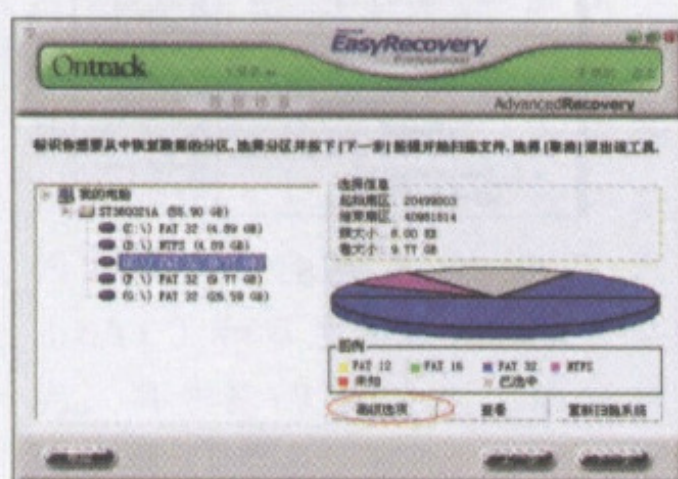 EasyRecovery
Professional
Ontrack
AdvancedRecovery
标识你想要从中恢复数据的分区。选择分区并按下[下一步]按钮开始扫描文件。选择[取消]退出该工具。
我的电脑
ST360021A (55.90 GB)
(C:\) FAT 32 (4.89 GB)
(D:\) NTFS (4.89 GB)
(F:\) FAT 32 (9.77 GB)
(G:\) FAT 32 (26.59 GB)
选择信息
起始扇区: 20499003
结束扇区: 40981814
簇大小: 8.00 KB
卷大小: 9.77 GB
图例
FAT 12
FAT 16
FAT 32
NTFS
未知
已选中
高级选项
查看
重新扫描系统